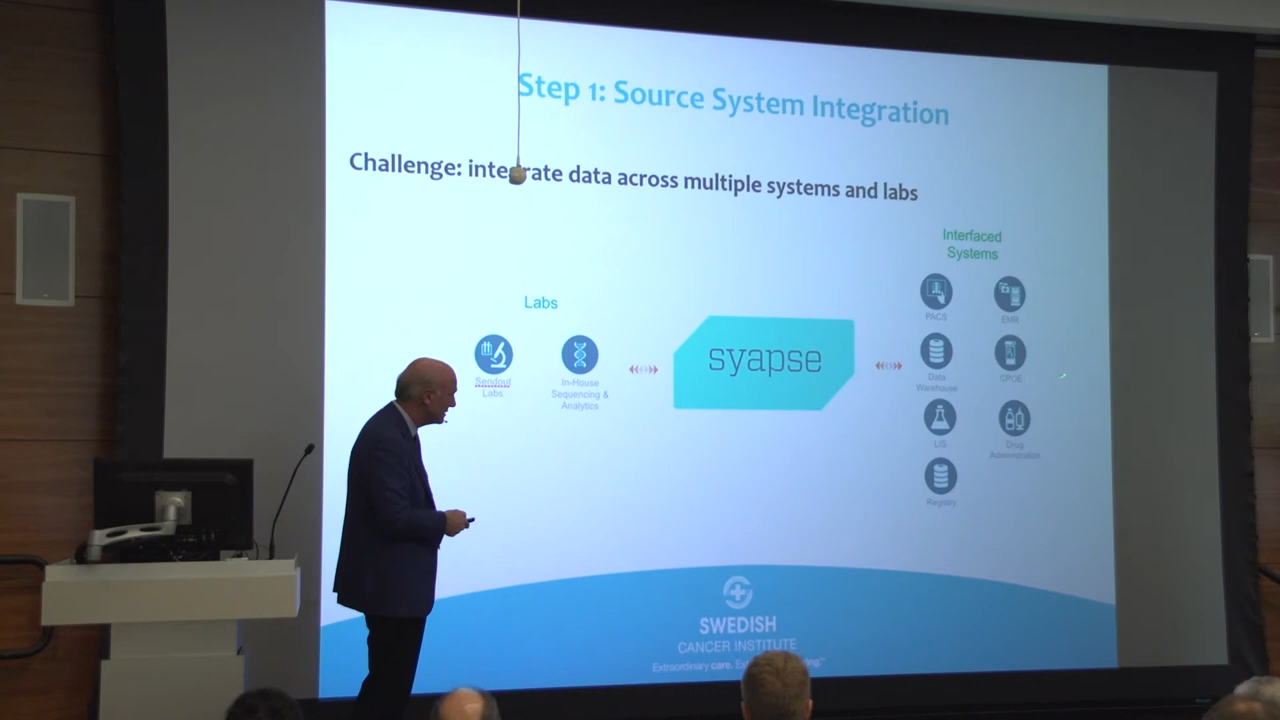 Step 1: Source System Integration
Challenge: integrate data across multiple systems and labs
Labs
Sendout
Labs
In-House
Sequencing &
Analytics
syapse
Interfaced
Systems
PACS
EMR
Data
Warehouse
CPOE
LIS
Drug
Administration
Registry
SWEDISH
CANCER INSTITUTE
Extraordinary care.